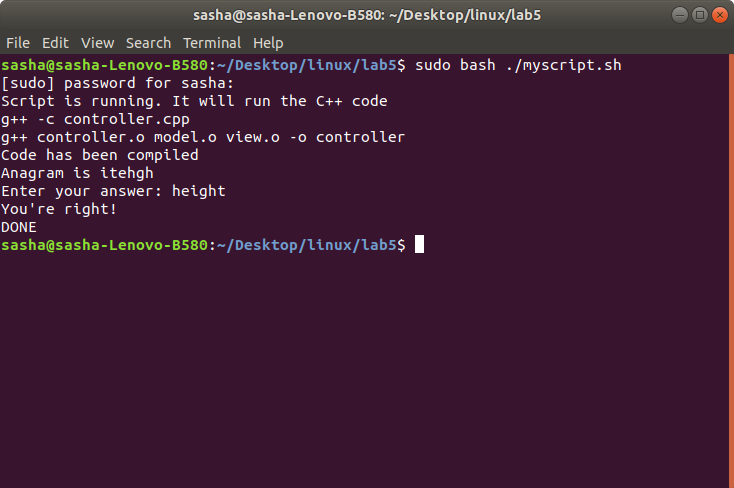 sasha@sasha-Lenovo-B580: ~/Desktop/linux/lab5
File Edit View Search Terminal Help
sasha@sasha-Lenovo-B580:~/Desktop/linux/lab5$ sudo bash ./myscript.sh
[sudo] password for sasha:
Script is running. It will run the C++ code
g++ -c controller.cpp
g++ controller.o model.o view.o -o controller
Code has been compiled
Anagram is itehgh
Enter your answer: height
You're right!
DONE
sasha@sasha-Lenovo-B580:~/Desktop/linux/lab5$